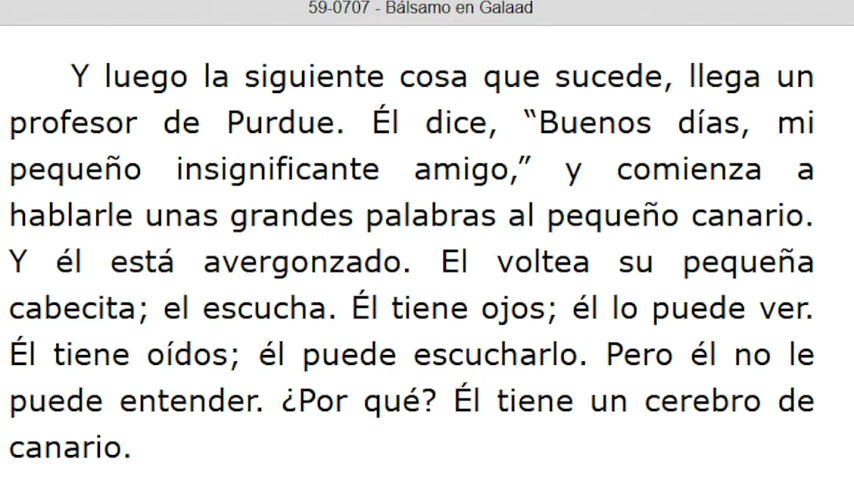 59-0707 - Bálsamo en Galaad
Y luego la siguiente cosa que sucede, llega un
profesor de Purdue. Él dice, “Buenos días, mi
pequeño insignificante amigo,” y comienza a
hablarle unas grandes palabras al pequeño canario.
Y él está avergonzado. El voltea su pequeña
cabecita; el escucha. Él tiene ojos; él lo puede ver.
Él tiene oídos; él puede escucharlo. Pero él no le
puede entender. ¿Por qué? Él tiene un cerebro de
canario.